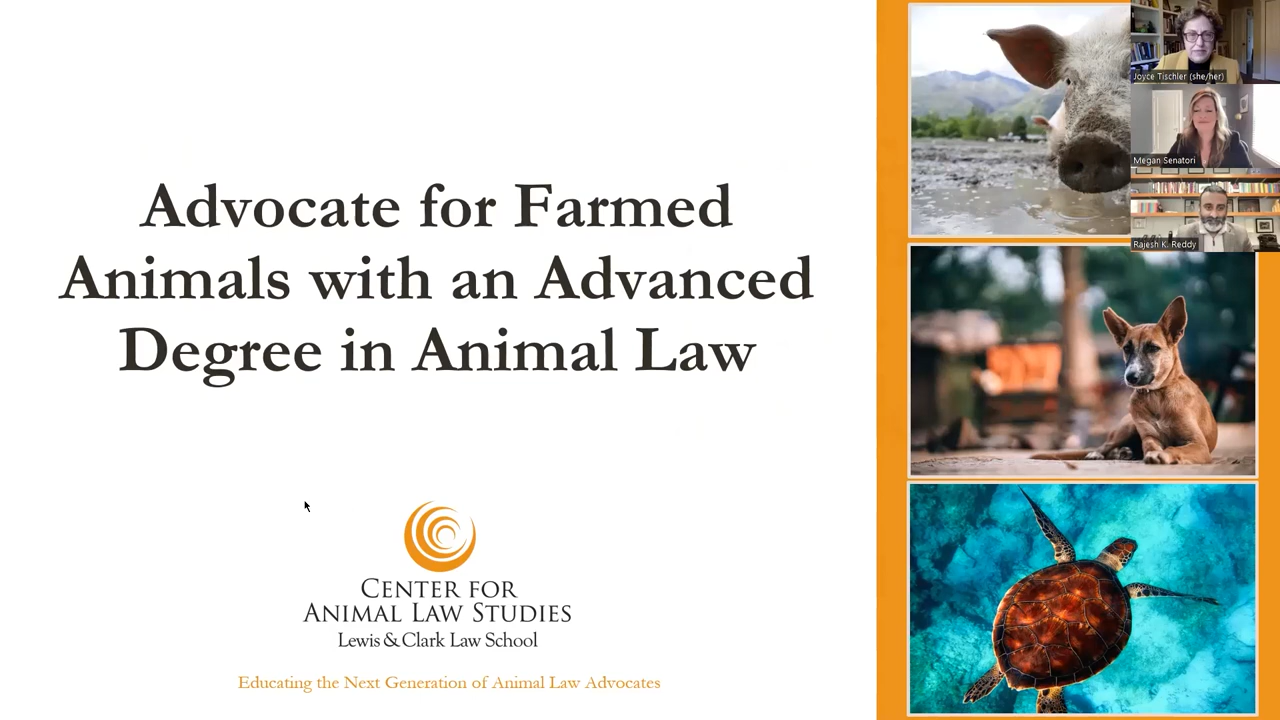 Advocate for Farmed
Animals with an Advanced
Degree in Animal Law
CENTER FOR
ANIMAL LAW STUDIES
Lewis & Clark Law School
Educating the Next Generation of Animal Law Advocates
Joyce Tischler (she/her)
Megan Senatori
Rajesh K. Reddy